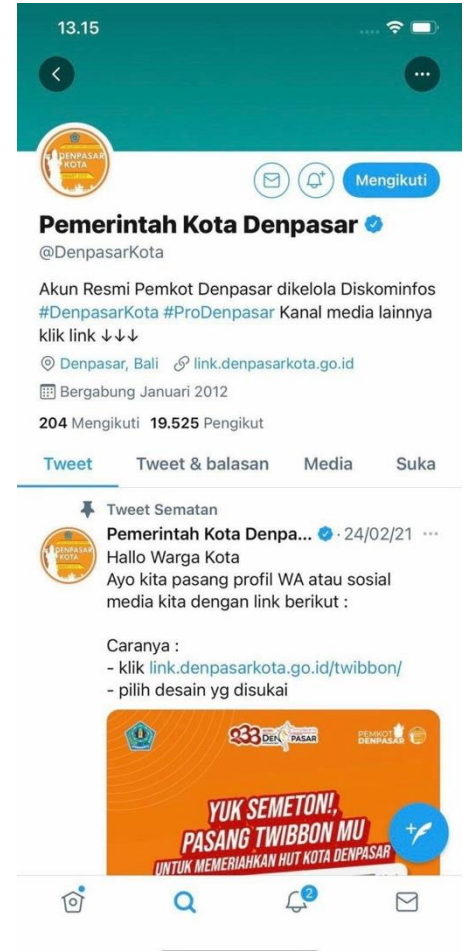 13.15
DENPASAR
KOTA
Mengikuti
Pemerintah Kota Denpasar
@DenpasarKota
Akun Resmi Pemkot Denpasar dikelola Diskominfos
#DenpasarKota #ProDenpasar Kanal media lainnya
klik link ↓↓↓
Denpasar, Bali link.denpasarkota.go.id
Bergabung Januari 2012
204 Mengikuti 19.525 Pengikut
Tweet Tweet & balasan Media Suka
Tweet Sematan
Pemerintah Kota Denpa... · 24/02/21
DENPASAR
KOTA
Hallo Warga Kota
Ayo kita pasang profil WA atau sosial
media kita dengan link berikut :
Caranya :
- klik link.denpasarkota.go.id/twibbon/
- pilih desain yg disukai
233 DENPASAR
PEMKOT
DENPASAR
YUK SEMETON!,
PASANG TWIBBON MU
UNTUK MEMERIAHKAN HUT KOTA DENPASAR
2